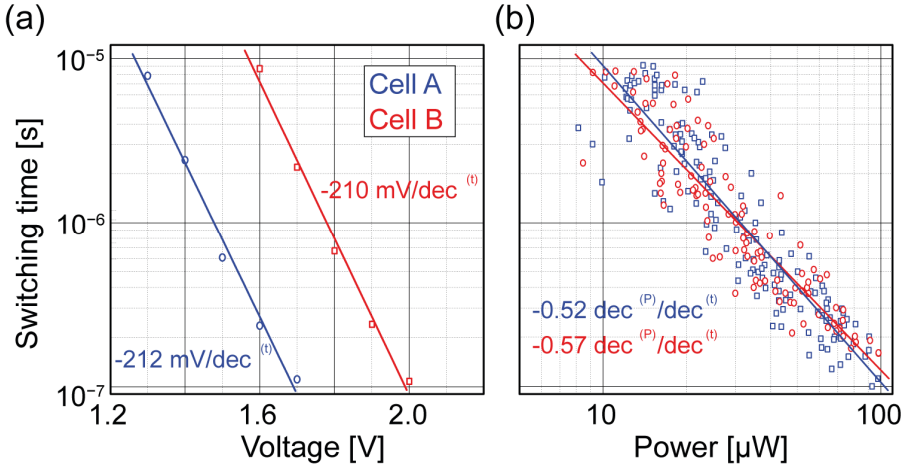 (a)
(b)
Switching time [s]
10⁻⁵
10⁻⁶
10⁻⁷
Cell A
Cell B
-210 mV/dec ⁽ᵗ⁾
-212 mV/dec ⁽ᵗ⁾
1.2 1.6 2.0
Voltage [V]
-0.52 dec ⁽ᴾ⁾/dec⁽ᵗ⁾
-0.57 dec ⁽ᴾ⁾/dec⁽ᵗ⁾
10 100
Power [µW]